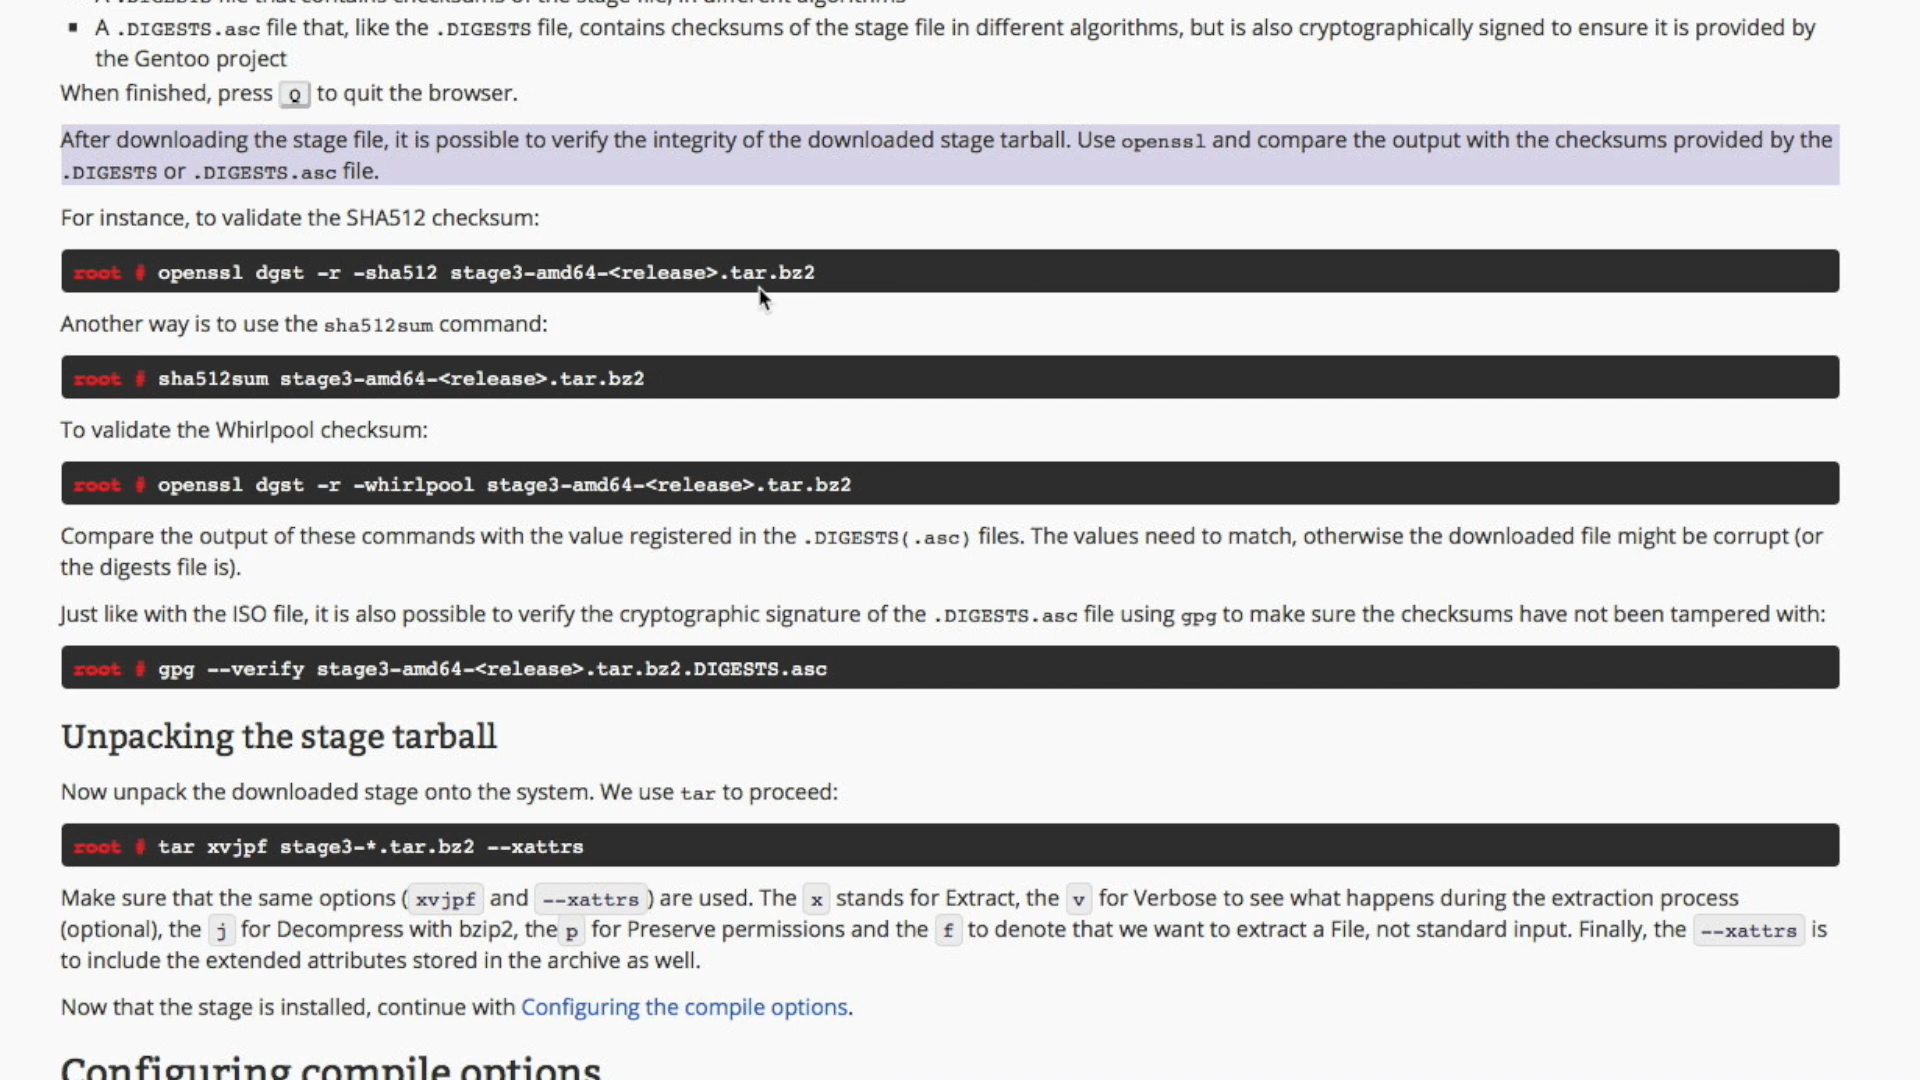 A .DIGESTS file that contains checksums of the stage file, in different algorithms
▪ A .DIGESTS.asc file that, like the .DIGESTS file, contains checksums of the stage file in different algorithms, but is also cryptographically signed to ensure it is provided by
the Gentoo project
When finished, press Q to quit the browser.
After downloading the stage file, it is possible to verify the integrity of the downloaded stage tarball. Use openssl and compare the output with the checksums provided by the
.DIGESTS or .DIGESTS.asc file.
For instance, to validate the SHA512 checksum:
root # openssl dgst -r -sha512 stage3-amd64-<release>.tar.bz2
Another way is to use the sha512sum command:
root # sha512sum stage3-amd64-<release>.tar.bz2
To validate the Whirlpool checksum:
root # openssl dgst -r -whirlpool stage3-amd64-<release>.tar.bz2
Compare the output of these commands with the value registered in the .DIGESTS(.asc) files. The values need to match, otherwise the downloaded file might be corrupt (or
the digests file is).
Just like with the ISO file, it is also possible to verify the cryptographic signature of the .DIGESTS.asc file using gpg to make sure the checksums have not been tampered with:
root # gpg --verify stage3-amd64-<release>.tar.bz2.DIGESTS.asc
Unpacking the stage tarball
Now unpack the downloaded stage onto the system. We use tar to proceed:
root # tar xvjpf stage3-*.tar.bz2 --xattrs
Make sure that the same options (xvjpf and --xattrs) are used. The x stands for Extract, the v for Verbose to see what happens during the extraction process
(optional), the j for Decompress with bzip2, the p for Preserve permissions and the f to denote that we want to extract a File, not standard input. Finally, the --xattrs is
to include the extended attributes stored in the archive as well.
Now that the stage is installed, continue with Configuring the compile options.
Configuring compile options